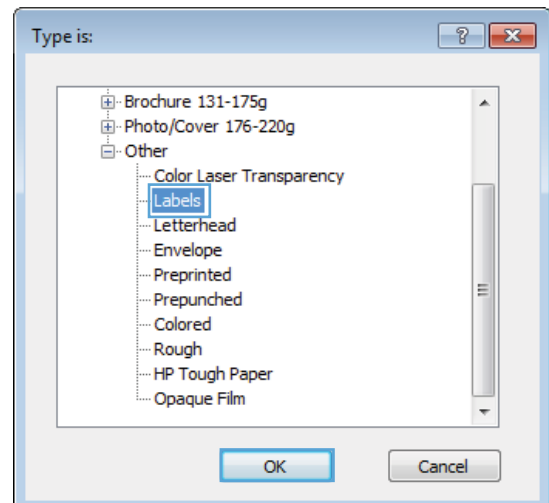 Type is:
Brochure 131-175g
Photo/Cover 176-220g
Other
Color Laser Transparency
Labels
Letterhead
Envelope
Preprinted
Prepunched
Colored
Rough
HP Tough Paper
Opaque Film
OK Cancel